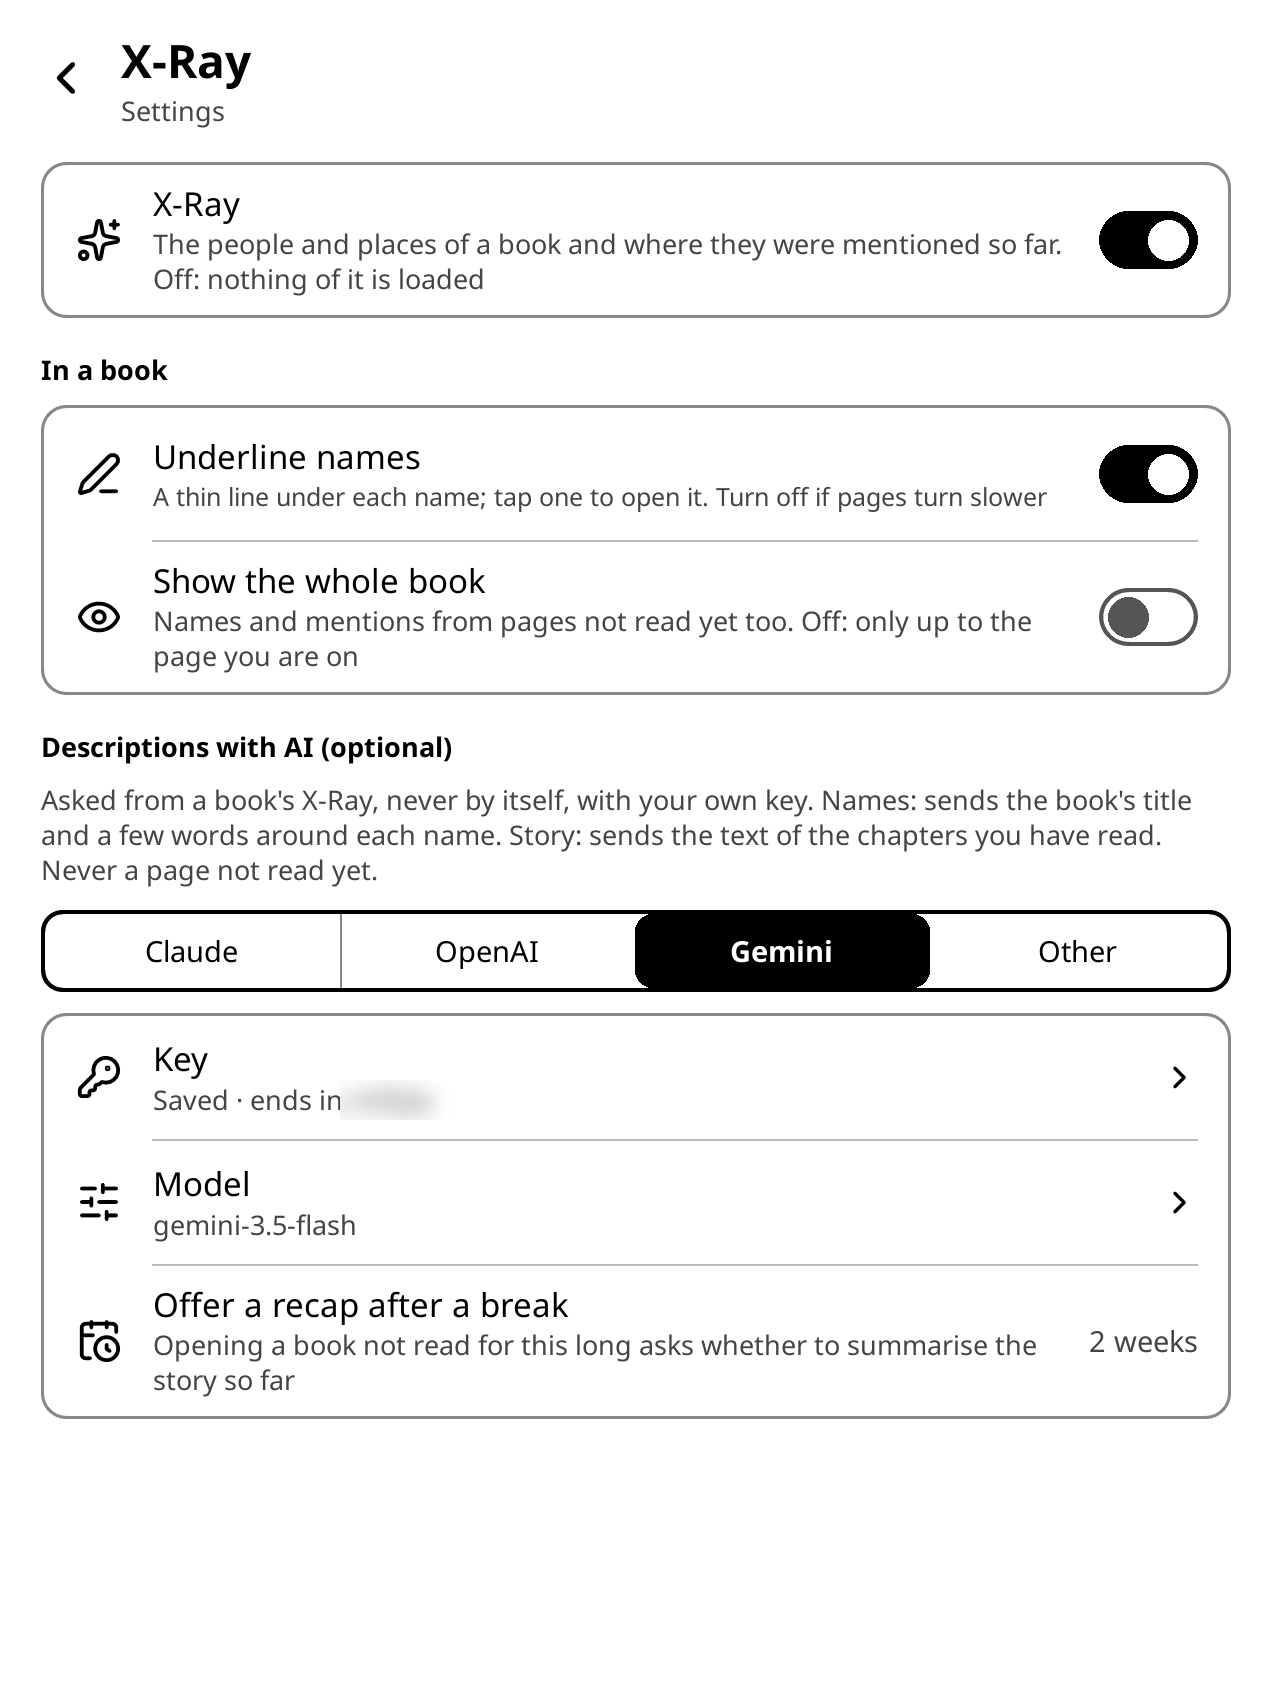 X-Ray
Settings
X-Ray
The people and places of a book and where they were mentioned so far.
Off: nothing of it is loaded
In a book
Underline names
A thin line under each name; tap one to open it. Turn off if pages turn slower
Show the whole book
Names and mentions from pages not read yet too. Off: only up to the
page you are on
Descriptions with AI (optional)
Asked from a book's X-Ray, never by itself, with your own key. Names: sends the book's title
and a few words around each name. Story: sends the text of the chapters you have read.
Never a page not read yet.
Claude
OpenAI
Gemini
Other
Key
Saved · ends in
Model
gemini-3.5-flash
Offer a recap after a break
Opening a book not read for this long asks whether to summarise the
story so far
2 weeks